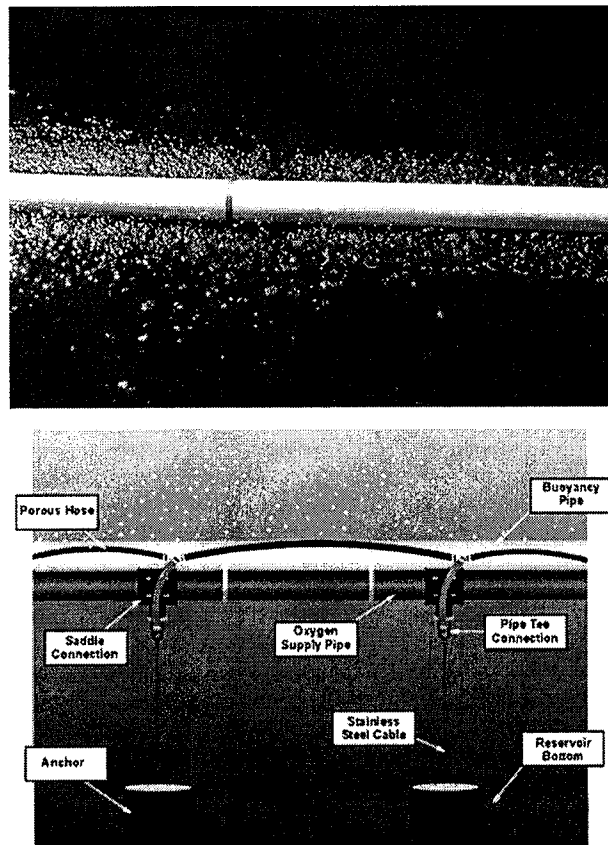 Porous Hose
Buoyancy
Pipe
Saddle
Connection
Oxygen
Supply Pipe
Pipe Tee
Connection
Stainless
Steel Cable
Anchor
Reservoir
Bottom